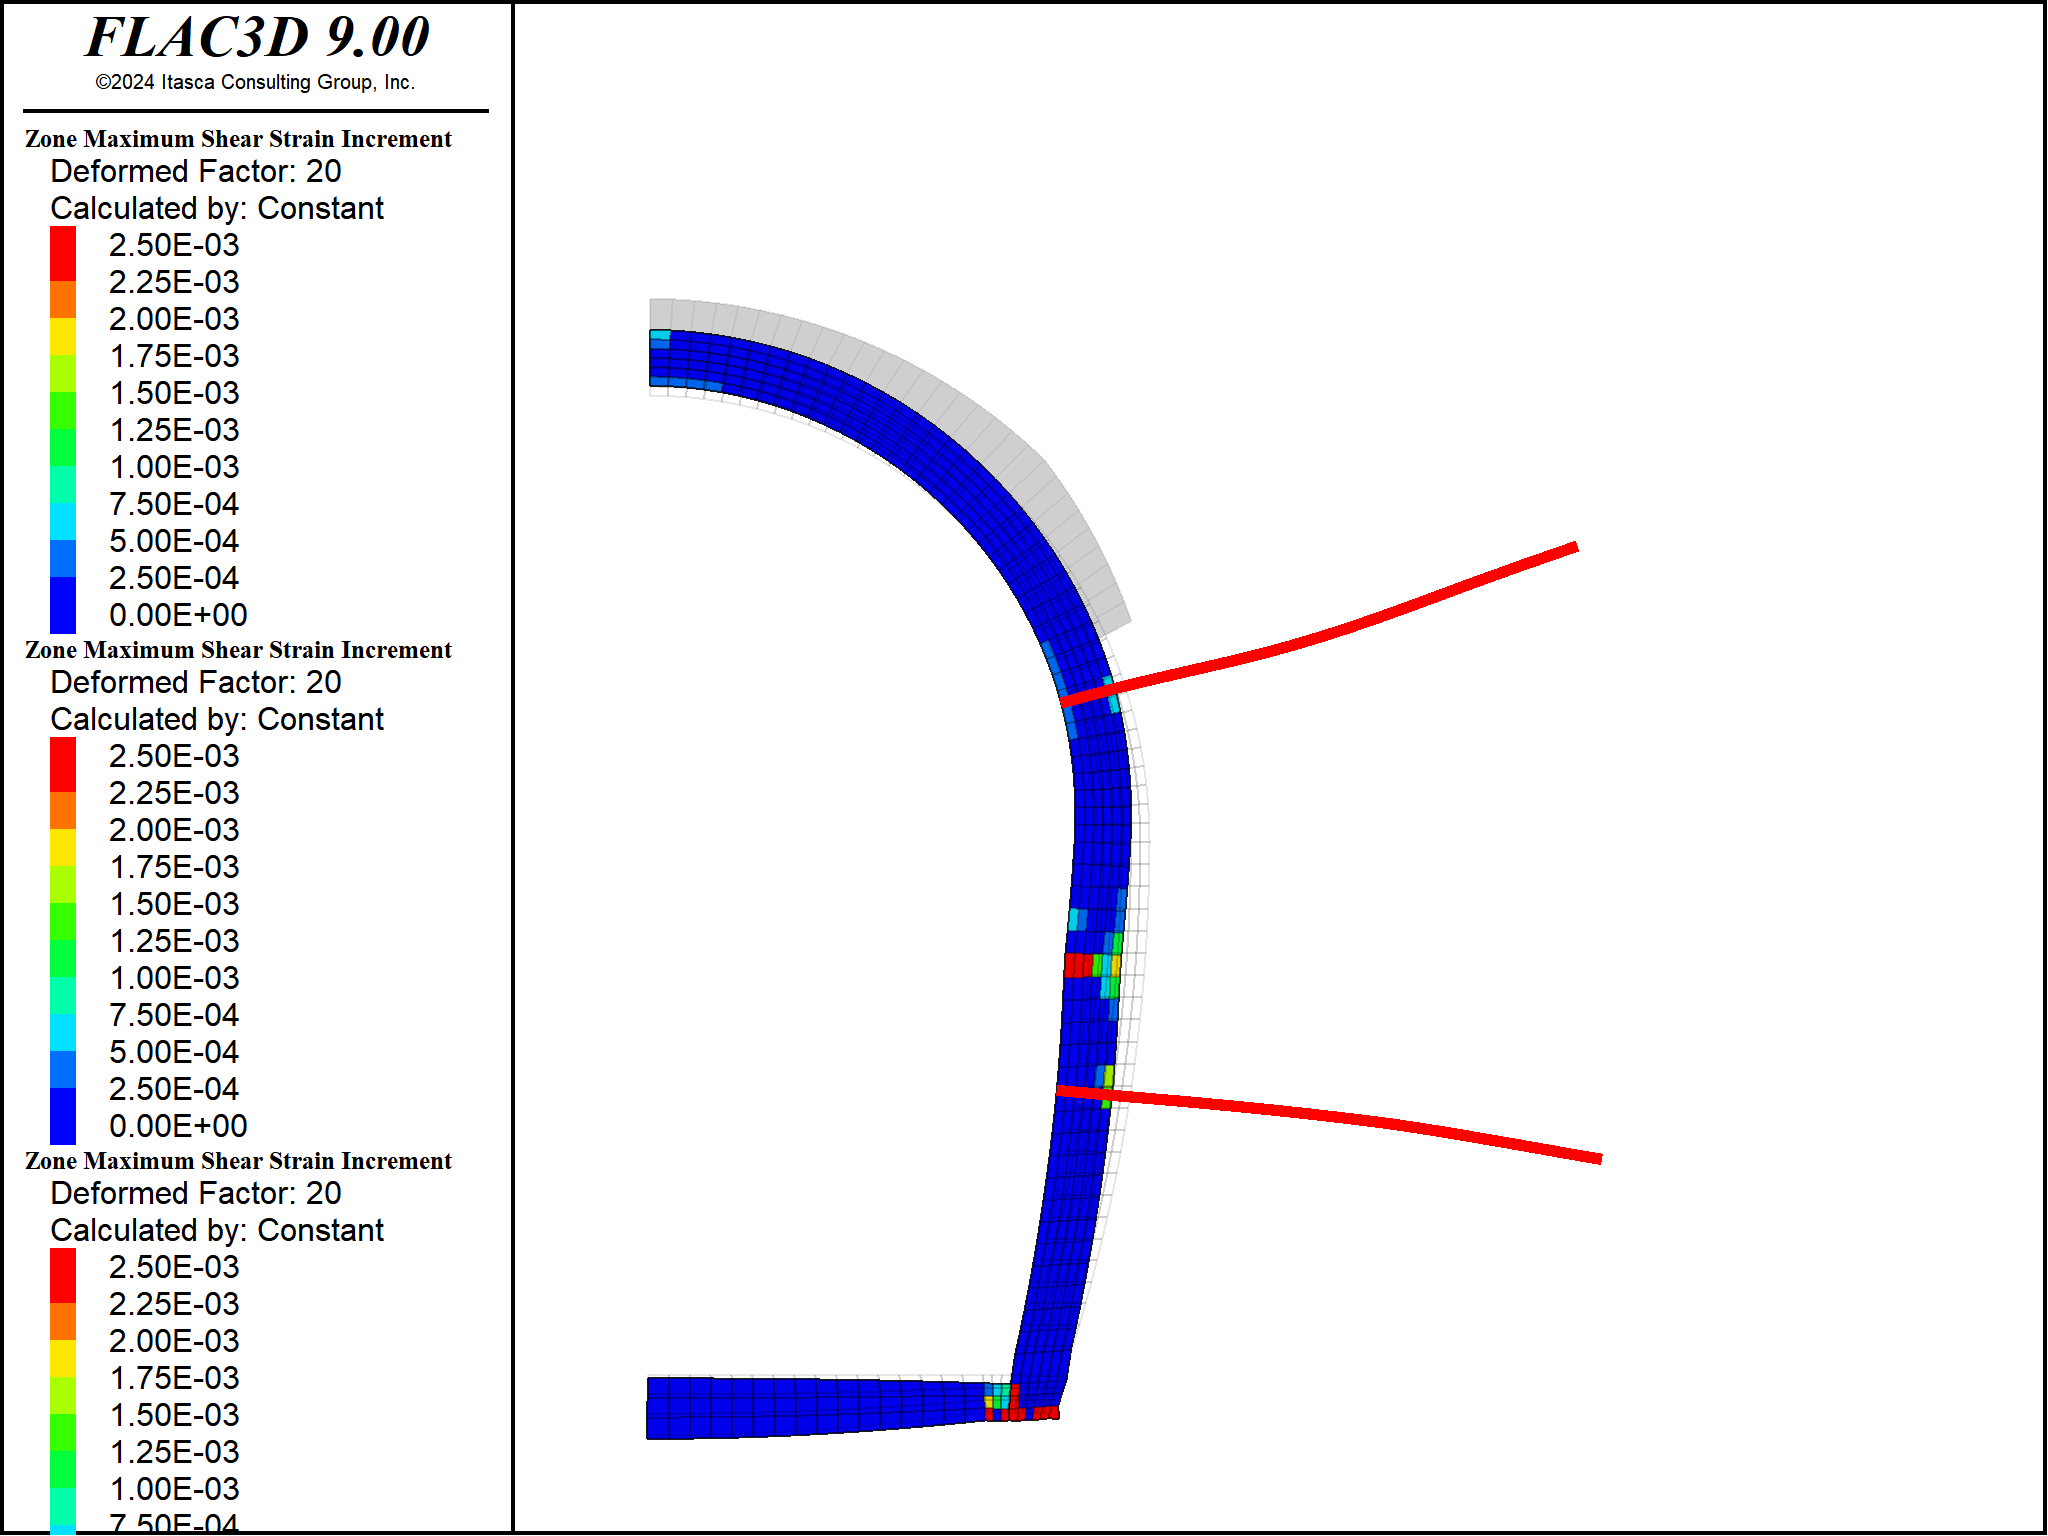 FLAC3D 9.00
©2024 Itasca Consulting Group, Inc.
Zone Maximum Shear Strain Increment
Deformed Factor: 20
Calculated by: Constant
2.50E-03
2.25E-03
2.00E-03
1.75E-03
1.50E-03
1.25E-03
1.00E-03
7.50E-04
5.00E-04
2.50E-04
0.00E+00
Zone Maximum Shear Strain Increment
Deformed Factor: 20
Calculated by: Constant
2.50E-03
2.25E-03
2.00E-03
1.75E-03
1.50E-03
1.25E-03
1.00E-03
7.50E-04
5.00E-04
2.50E-04
0.00E+00
Zone Maximum Shear Strain Increment
Deformed Factor: 20
Calculated by: Constant
2.50E-03
2.25E-03
2.00E-03
1.75E-03
1.50E-03
1.25E-03
1.00E-03
7.50E-04